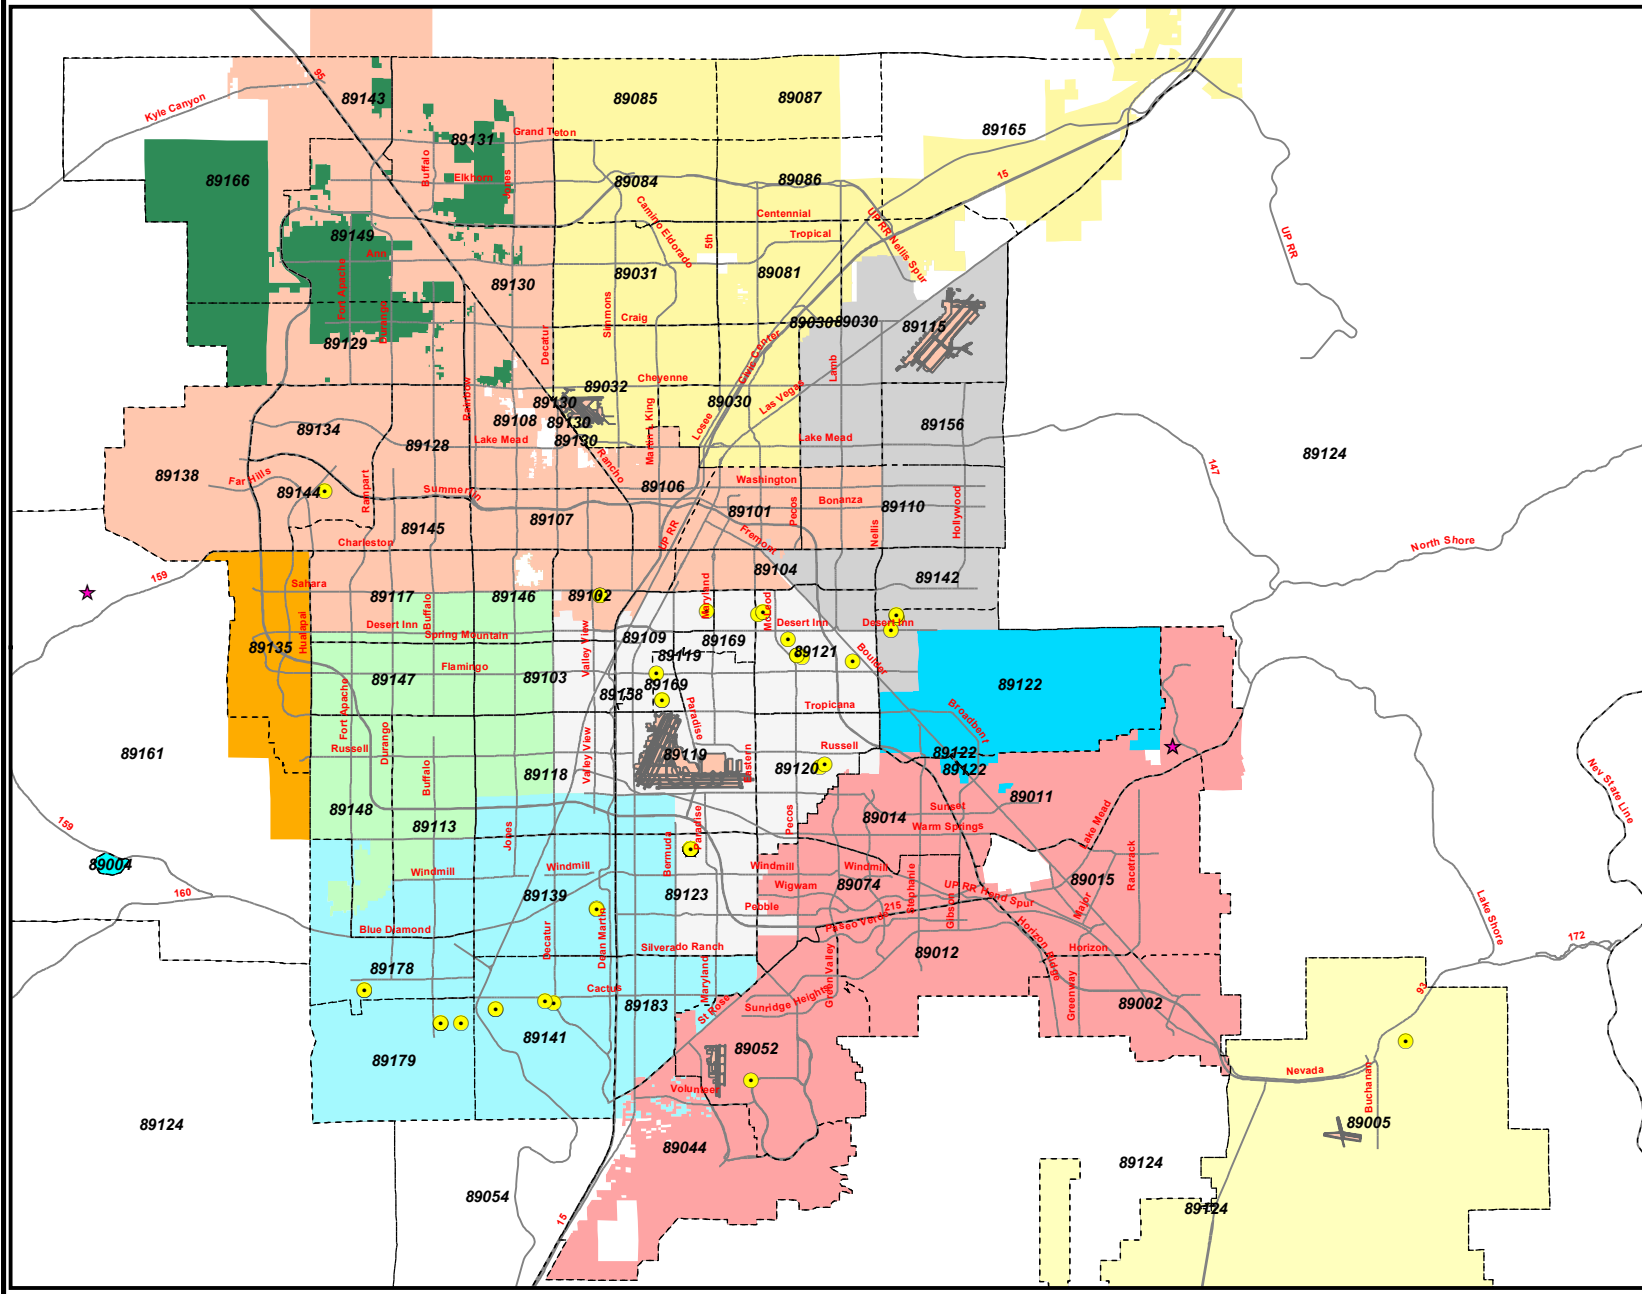 95
89143
89085
89087
Kyle Canyon
89131
Grand Teton
89165
Buffalo
89166
Elkhorn
Jones
89084
89086
15
Camino Eldorado
Centennial
UP RR Nellis Spur
89149
5th
Tropical
UP RR
Ann
89031
89081
Fort Apache
89130
Simmons
Craig
89030
89030
89115
Durango
89129
Decatur
Civic Center
Lamb
Cheyenne
89032
Rainbow
89130
89030
Las Vegas
89134
89108
89130
Martin L King
Losee
89156
89128
Lake Mead
89130
Lake Mead
89124
89138
Far Hills
Rancho
147
89144
Rampart
Summerlin
89106
Washington
Pecos
Bonanza
89110
Hollywood
89145
89107
89101
Nellis
Charleston
UP RR
Fremont
North Shore
159
Sahara
89104
89142
89117
Buffalo
89146
89102
Maryland
McLeod
Desert Inn
Spring Mountain
Desert Inn
Desert Inn
Hualapai
89135
89109
89169
89121
Boulder
Valley View
89119
Flamingo
89147
89103
89169
89122
89158
Fort Apache
Paradise
Tropicana
Broadbent
Durango
Russell
Valley View
Russell
89161
89119
Eastern
89122
89118
89120
89122
Buffalo
Nev State Line
89148
89011
Sunset
159
89113
Jones
Bermuda
Paradise
Pecos
89014
Warm Springs
Lake Mead
89004
Windmill
Windmill
Windmill
Windmill
Racetrack
160
89139
89123
Wigwam
89074
Stephanie
UP RR Hend Spur
89015
Pebble
215
Gibson
Major
Paseo Verde
Lake Shore
Blue Diamond
Decatur
Dean Martin
Silverado Ranch
Horizon Ridge
Horizon
172
89178
Maryland
Green Valley
89012
Cactus
Sunridge Heights
Greenway
93
89183
St Rose
89002
89141
89052
89179
Nevada
Volunteer
Buchanan
89124
89005
89044
89124
89054
15
89124